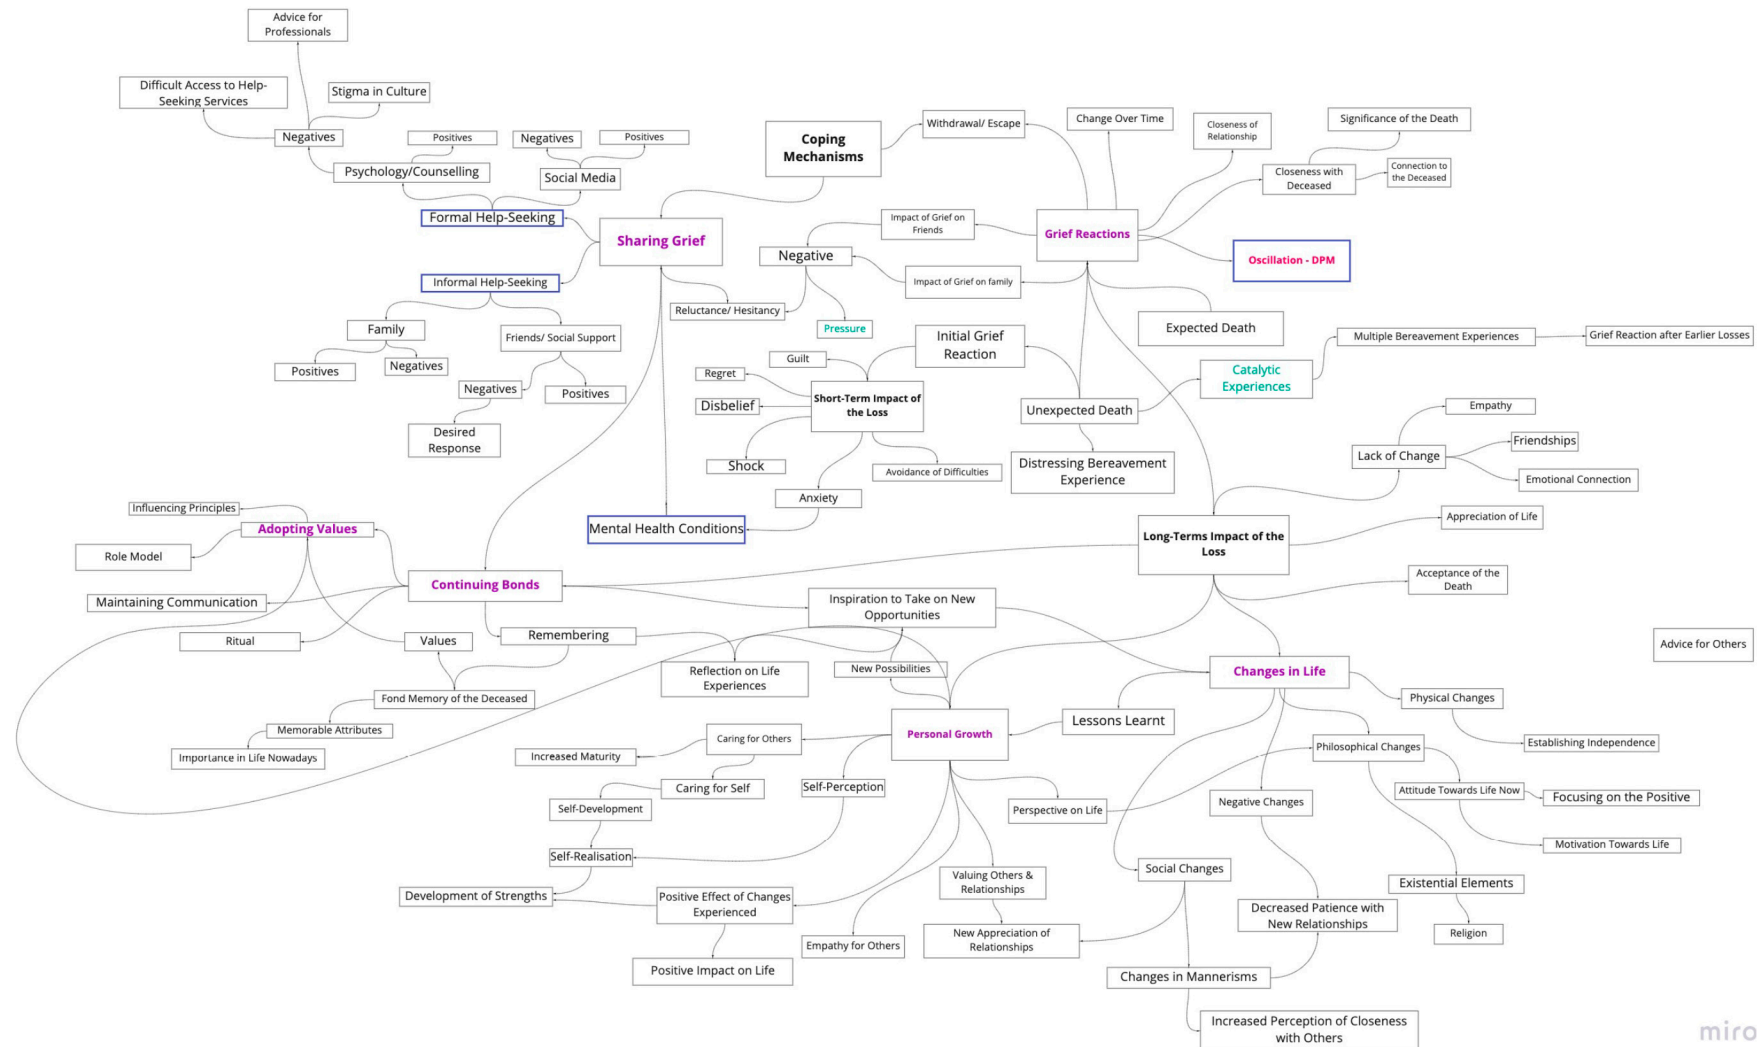 Advice for
Professionals
Difficult Access to Help-
Seeking Services
Stigma in Culture
Negatives
Positives
Psychology/Counselling
Negatives
Positives
Social Media
Formal Help-Seeking
Coping
Mechanisms
Withdrawal/ Escape
Change Over Time
Closeness of
Relationship
Significance of the Death
Closeness with
Deceased
Connection to
the Deceased
Sharing Grief
Impact of Grief on
Friends
Grief Reactions
Negative
Oscillation - DPM
Informal Help-Seeking
Impact of Grief on family
Reluctance/ Hesitancy
Pressure
Expected Death
Family
Friends/ Social Support
Positives
Negatives
Negatives
Positives
Desired
Response
Initial Grief
Reaction
Multiple Bereavement Experiences
Grief Reaction after Earlier Losses
Guilt
Regret
Disbelief
Short-Term Impact of
the Loss
Catalytic
Experiences
Unexpected Death
Shock
Avoidance of Difficulties
Distressing Bereavement
Experience
Anxiety
Mental Health Conditions
Empathy
Friendships
Lack of Change
Emotional Connection
Influencing Principles
Adopting Values
Role Model
Long-Terms Impact of the
Loss
Appreciation of Life
Acceptance of the
Death
Continuing Bonds
Maintaining Communication
Ritual
Values
Remembering
Inspiration to Take on New
Opportunities
Advice for Others
Reflection on Life
Experiences
New Possibilities
Changes in Life
Fond Memory of the Deceased
Memorable Attributes
Importance in Life Nowadays
Physical Changes
Lessons Learnt
Personal Growth
Caring for Others
Increased Maturity
Establishing Independence
Philosophical Changes
Caring for Self
Self-Perception
Self-Development
Perspective on Life
Negative Changes
Attitude Towards Life Now
Focusing on the Positive
Motivation Towards Life
Self-Realisation
Development of Strengths
Positive Effect of Changes
Experienced
Valuing Others &
Relationships
Social Changes
Existential Elements
Decreased Patience with
New Relationships
Religion
Empathy for Others
New Appreciation of
Relationships
Positive Impact on Life
Changes in Mannerisms
Increased Perception of Closeness
with Others
miro